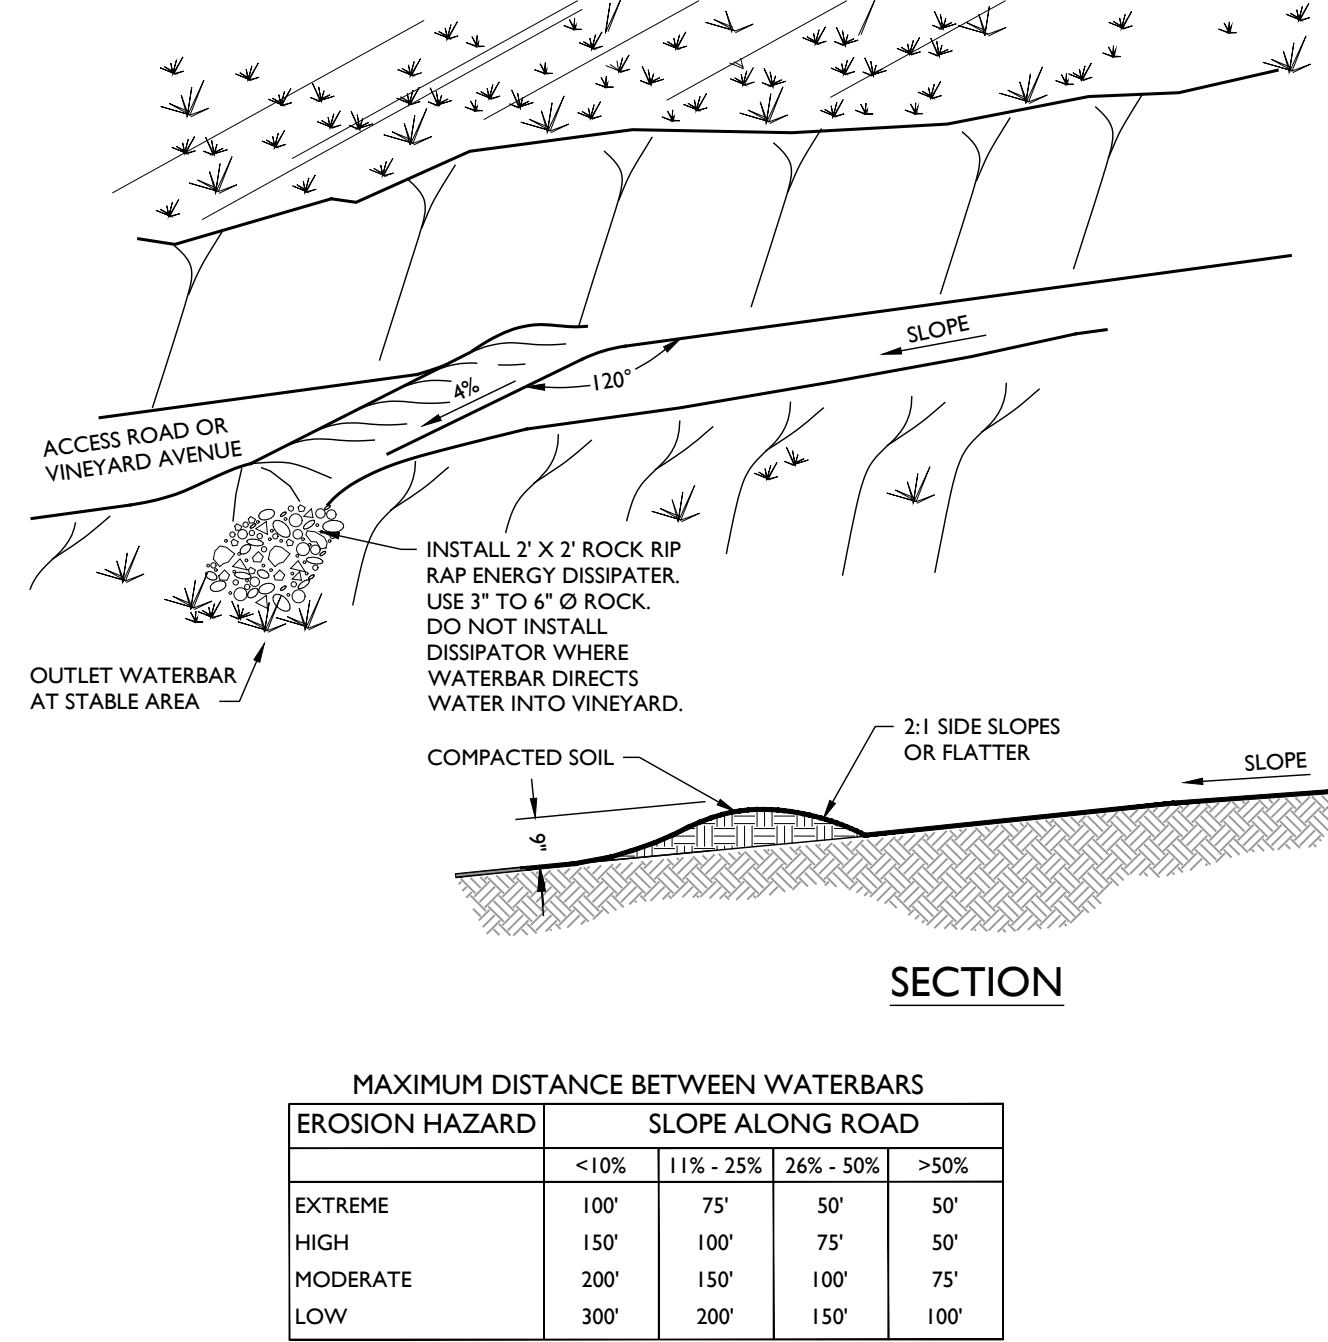 SLOPE
120°
4%
ACCESS ROAD OR
VINEYARD AVENUE
INSTALL 2' X 2' ROCK RIP
RAP ENERGY DISSIPATER.
USE 3" TO 6" Ø ROCK.
DO NOT INSTALL
DISSIPATOR WHERE
WATERBAR DIRECTS
WATER INTO VINEYARD.
OUTLET WATERBAR
AT STABLE AREA
2:1 SIDE SLOPES
OR FLATTER
COMPACTED SOIL
SLOPE
9"
SECTION
MAXIMUM DISTANCE BETWEEN WATERBARS
EROSION HAZARD SLOPE ALONG ROAD
<10% 11% - 25% 26% - 50% >50%
EXTREME 100' 75' 50' 50'
HIGH 150' 100' 75' 50'
MODERATE 200' 150' 100' 75'
LOW 300' 200' 150' 100'